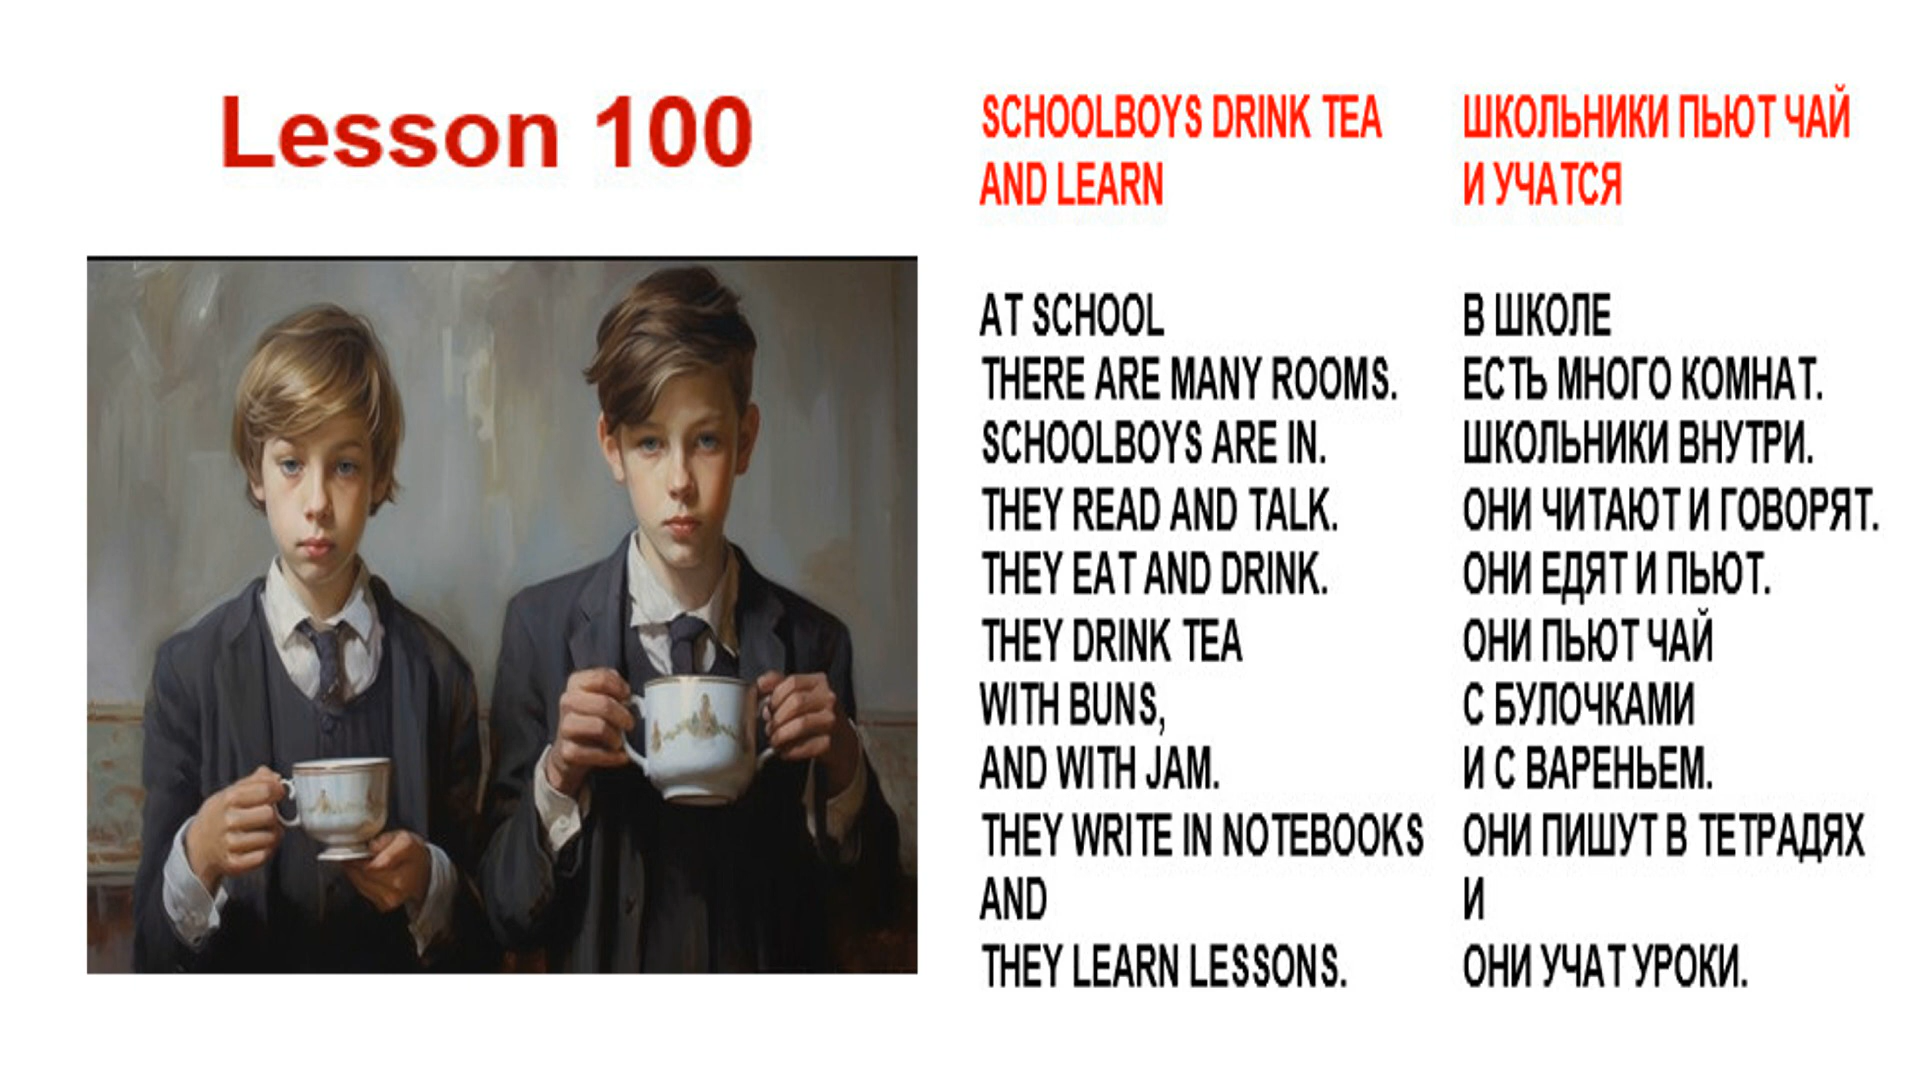 Lesson 100
SCHOOLBOYS DRINK TEA
AND LEARN
AT SCHOOL
THERE ARE MANY ROOMS.
SCHOOLBOYS ARE IN.
THEY READ AND TALK.
THEY EAT AND DRINK.
THEY DRINK TEA
WITH BUNS,
AND WITH JAM.
THEY WRITE IN NOTEBOOKS
AND
THEY LEARN LESSONS.
ШКОЛЬНИКИ ПЬЮТ ЧАЙ
И УЧАТСЯ
В ШКОЛЕ
ЕСТЬ МНОГО КОМНАТ.
ШКОЛЬНИКИ ВНУТРИ.
ОНИ ЧИТАЮТ И ГОВОРЯТ.
ОНИ ЕДЯТ И ПЬЮТ.
ОНИ ПЬЮТ ЧАЙ
С БУЛОЧКАМИ
И С ВАРЕНЬЕМ.
ОНИ ПИШУТ В ТЕТРАДЯХ
И
ОНИ УЧАТ УРОКИ.